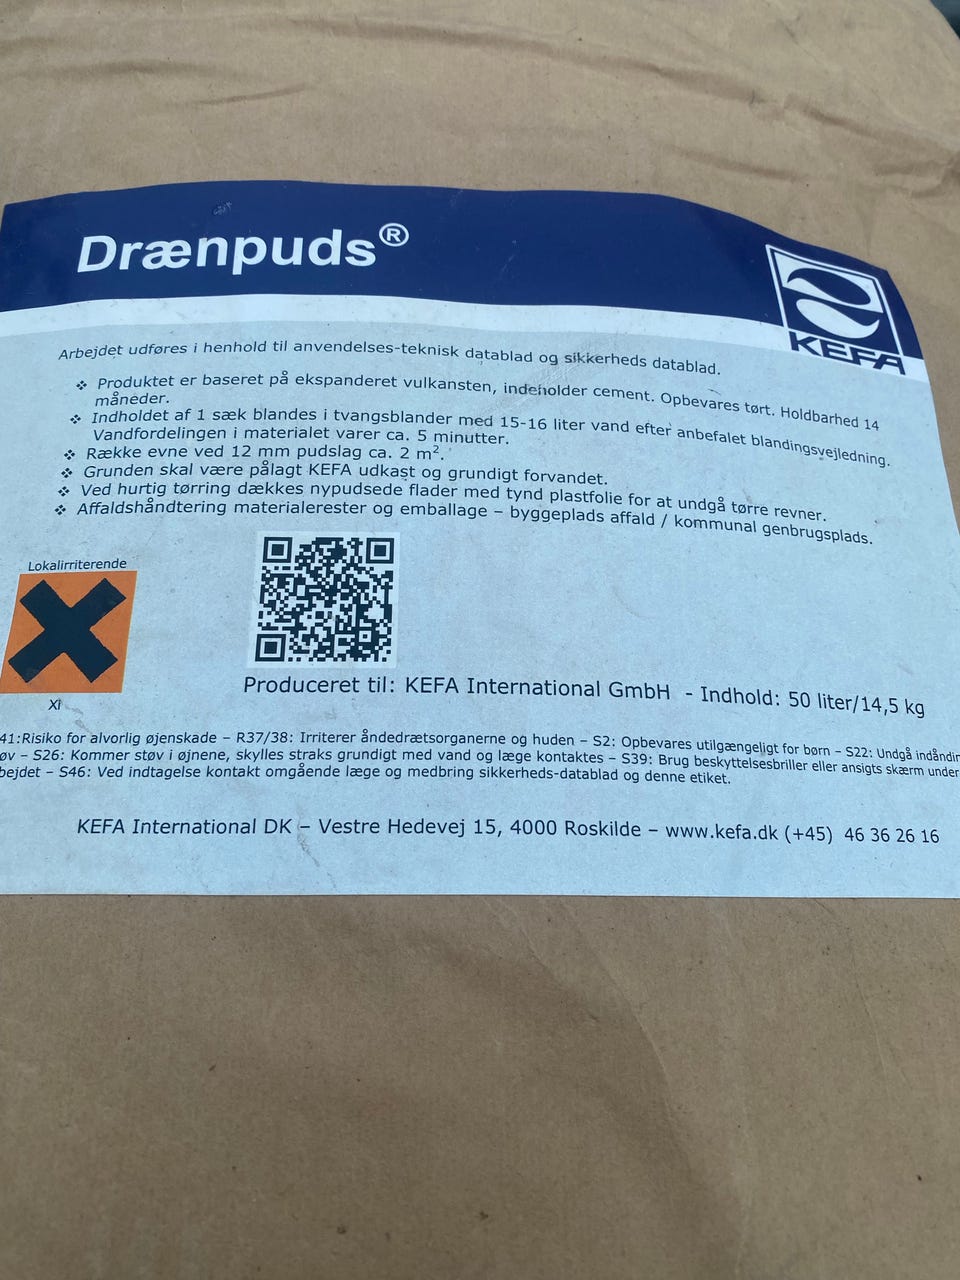 Drænpuds®
KEFA
Arbejdet udføres i henhold til anvendelses-teknisk datablad og sikkerheds datablad.
❖ Produktet er baseret på ekspanderet vulkansten, indeholder cement. Opbevares tørt. Holdbarhed 14
måneder.
❖ Indholdet af 1 sæk blandes i tvangsblander med 15-16 liter vand efter anbefalet blandingsvejledning.
Vandfordelingen i materialet varer ca. 5 minutter.
❖ Række evne ved 12 mm pudslag ca. 2 m².
❖ Grunden skal være pålagt KEFA udkast og grundigt forvandet.
❖ Ved hurtig tørring dækkes nypudsede flader med tynd plastfolie for at undgå tørre revner.
❖ Affaldshåndtering materialerester og emballage – byggeplads affald / kommunal genbrugsplads.
Lokalirriterende
Xi
Produceret til: KEFA International GmbH - Indhold: 50 liter/14,5 kg
41:Risiko for alvorlig øjenskade – R37/38: Irriterer åndedrætsorganerne og huden – S2: Opbevares utilgængeligt for børn – S22: Undgå
– S26: Kommer støv i øjnene, skylles straks grundigt med vand og læge kontaktes – S39: Brug beskyttelsesbriller eller ansigts skærm under
– S46: Ved indtagelse kontakt omgående læge og medbring sikkerheds-datablad og denne etiket.
KEFA International DK – Vestre Hedevej 15, 4000 Roskilde – www.kefa.dk (+45) 46 36 26 16